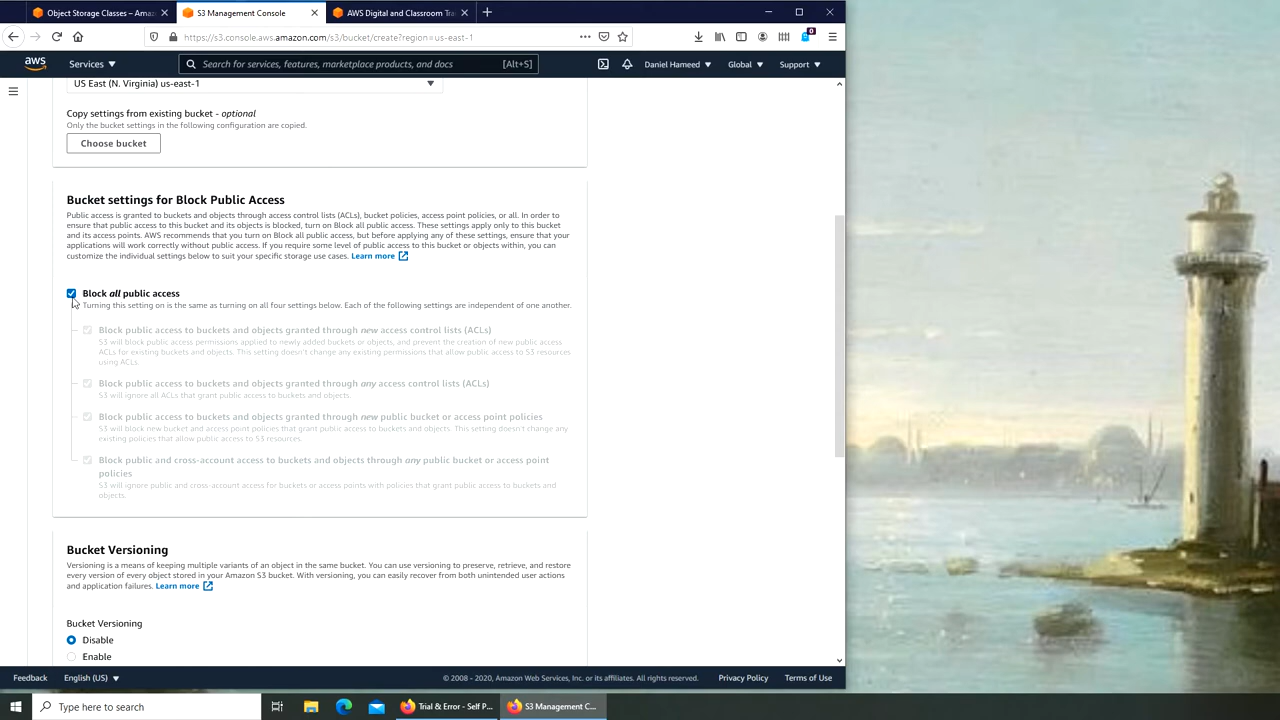 Object Storage Classes – Amaz
S3 Management Console
AWS Digital and Classroom Tra
https://s3.console.aws.amazon.com/s3/bucket/create?region=us-east-1
0
aws
Services
Search for services, features, marketplace products, and docs
[Alt+S]
Daniel Hameed
Global
Support
US East (N. Virginia) us-east-1
Copy settings from existing bucket - optional
Only the bucket settings in the following configuration are copied.
Choose bucket
Bucket settings for Block Public Access
Public access is granted to buckets and objects through access control lists (ACLs), bucket policies, access point policies, or all. In order to
ensure that public access to this bucket and its objects is blocked, turn on Block all public access. These settings apply only to this bucket
and its access points. AWS recommends that you turn on Block all public access, but before applying any of these settings, ensure that your
applications will work correctly without public access. If you require some level of public access to this bucket or objects within, you can
customize the individual settings below to suit your specific storage use cases. Learn more
Block all public access
Turning this setting on is the same as turning on all four settings below. Each of the following settings are independent of one another.
Block public access to buckets and objects granted through new access control lists (ACLs)
S3 will block public access permissions applied to newly added buckets or objects, and prevent the creation of new public access
ACLs for existing buckets and objects. This setting doesn't change any existing permissions that allow public access to S3 resources
using ACLs.
Block public access to buckets and objects granted through any access control lists (ACLs)
S3 will ignore all ACLs that grant public access to buckets and objects.
Block public access to buckets and objects granted through new public bucket or access point policies
S3 will block new bucket and access point policies that grant public access to buckets and objects. This setting doesn't change any
existing policies that allow public access to S3 resources.
Block public and cross-account access to buckets and objects through any public bucket or access point
policies
S3 will ignore public and cross-account access for buckets or access points with policies that grant public access to buckets and
objects.
Bucket Versioning
Versioning is a means of keeping multiple variants of an object in the same bucket. You can use versioning to preserve, retrieve, and restore
every version of every object stored in your Amazon S3 bucket. With versioning, you can easily recover from both unintended user actions
and application failures. Learn more
Bucket Versioning
Disable
Enable
Feedback
English (US)
© 2008 - 2020, Amazon Web Services, Inc. or its affiliates. All rights reserved.
Privacy Policy
Terms of Use
Type here to search
Trial & Error - Self P...
S3 Management C...